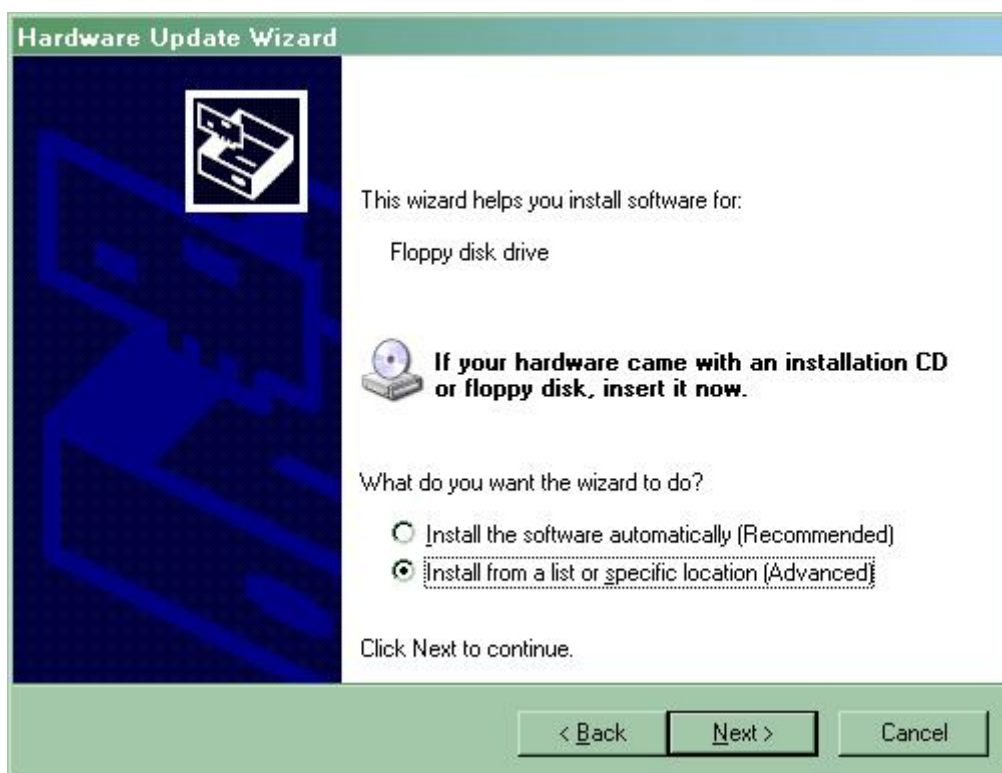 Hardware Update Wizard
This wizard helps you install software for:
Floppy disk drive
If your hardware came with an installation CD
or floppy disk, insert it now.
What do you want the wizard to do?
Install the software automatically (Recommended)
Install from a list or specific location (Advanced)
Click Next to continue.
< Back
Next >
Cancel